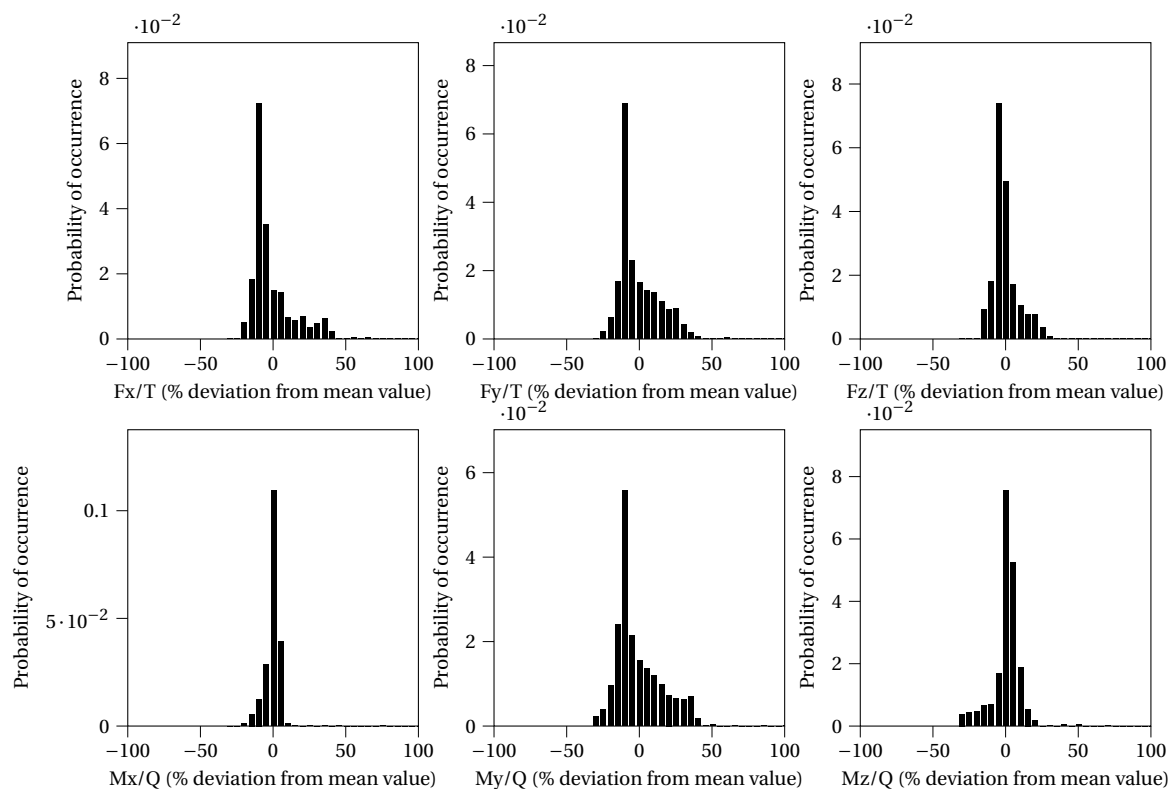 ·10−2 ·10−2 ·10−2
Probability of occurrence
8
6
4
2
0
−100 −50 0 50 100
Fx/T (% deviation from mean value)
Probability of occurrence
8
6
4
2
0
−100 −50 0 50 100
Fy/T (% deviation from mean value)
Probability of occurrence
8
6
4
2
0
−100 −50 0 50 100
Fz/T (% deviation from mean value)
Probability of occurrence
0.1
5·10−2
0
−100 −50 0 50 100
Mx/Q (% deviation from mean value)
·10−2
Probability of occurrence
6
4
2
0
−100 −50 0 50 100
My/Q (% deviation from mean value)
·10−2
Probability of occurrence
8
6
4
2
0
−100 −50 0 50 100
Mz/Q (% deviation from mean value)